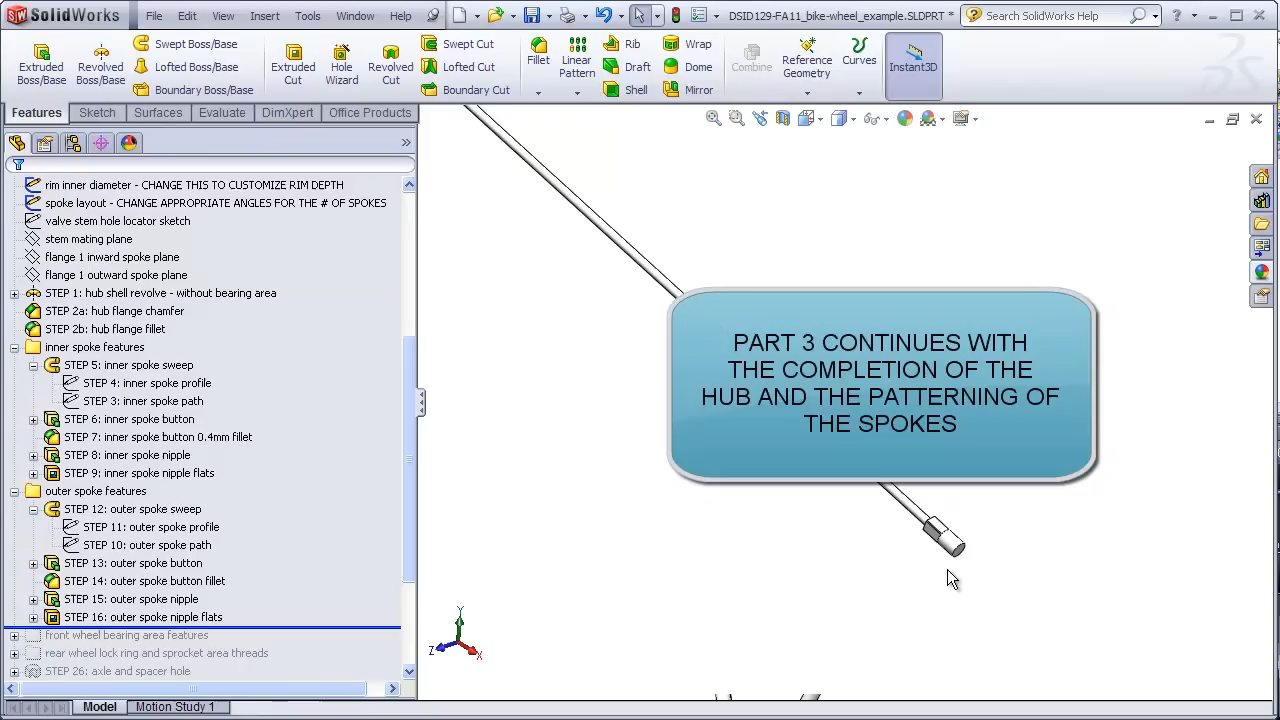 SolidWorks File Edit View Insert Tools Window Help DSID129-FA11_bike-wheel_example.SLDPRT * Search SolidWorks Help
Extruded Boss/Base
Revolved Boss/Base
Swept Boss/Base
Lofted Boss/Base
Boundary Boss/Base
Extruded Cut
Hole Wizard
Revolved Cut
Swept Cut
Lofted Cut
Boundary Cut
Fillet
Linear Pattern
Rib
Draft
Shell
Wrap
Dome
Mirror
Combine
Reference Geometry
Curves
Instant3D
Features Sketch Surfaces Evaluate DimXpert Office Products
rim inner diameter - CHANGE THIS TO CUSTOMIZE RIM DEPTH
spoke layout - CHANGE APPROPRIATE ANGLES FOR THE # OF SPOKES
valve stem hole locator sketch
stem mating plane
flange 1 inward spoke plane
flange 1 outward spoke plane
STEP 1: hub shell revolve - without bearing area
STEP 2a: hub flange chamfer
STEP 2b: hub flange fillet
inner spoke features
STEP 5: inner spoke sweep
STEP 4: inner spoke profile
STEP 3: inner spoke path
STEP 6: inner spoke button
STEP 7: inner spoke button 0.4mm fillet
STEP 8: inner spoke nipple
STEP 9: inner spoke nipple flats
outer spoke features
STEP 12: outer spoke sweep
STEP 11: outer spoke profile
STEP 10: outer spoke path
STEP 13: outer spoke button
STEP 14: outer spoke button fillet
STEP 15: outer spoke nipple
STEP 16: outer spoke nipple flats
front wheel bearing area features
rear wheel lock ring and sprocket area threads
STEP 26: axle and spacer hole
PART 3 CONTINUES WITH
THE COMPLETION OF THE
HUB AND THE PATTERNING OF
THE SPOKES
Y
Z
X
Model Motion Study 1